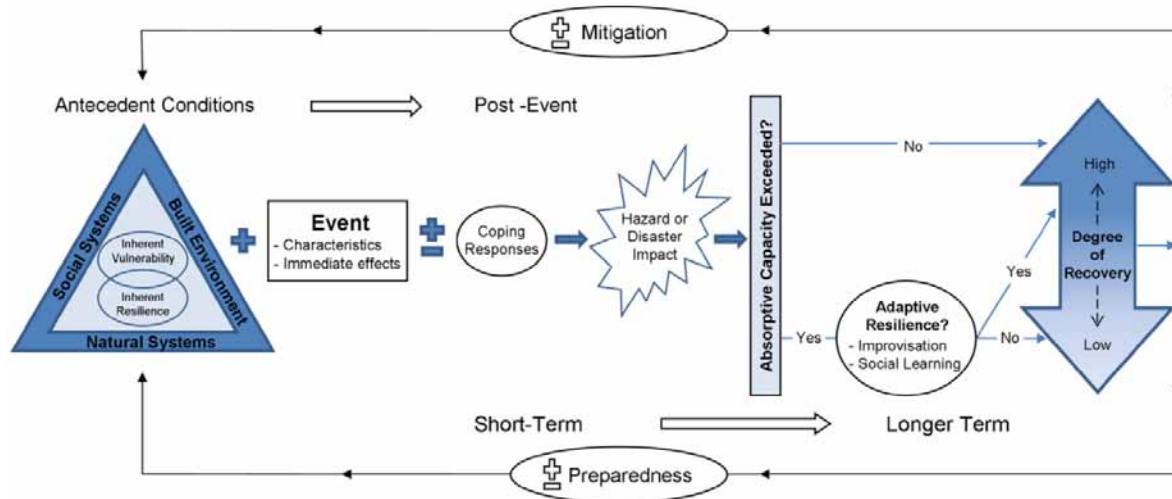 Mitigation
Antecedent Conditions
Post -Event
Social Systems
Built Environment
Natural Systems
Inherent
Vulnerability
Inherent
Resilience
Event
- Characteristics
- Immediate effects
Coping
Responses
Hazard or
Disaster
Impact
Absorptive Capacity Exceeded?
No
Yes
Adaptive
Resilience?
- Improvisation
- Social Learning
Yes
No
High
Degree
of
Recovery
Low
Short-Term
Longer Term
Preparedness